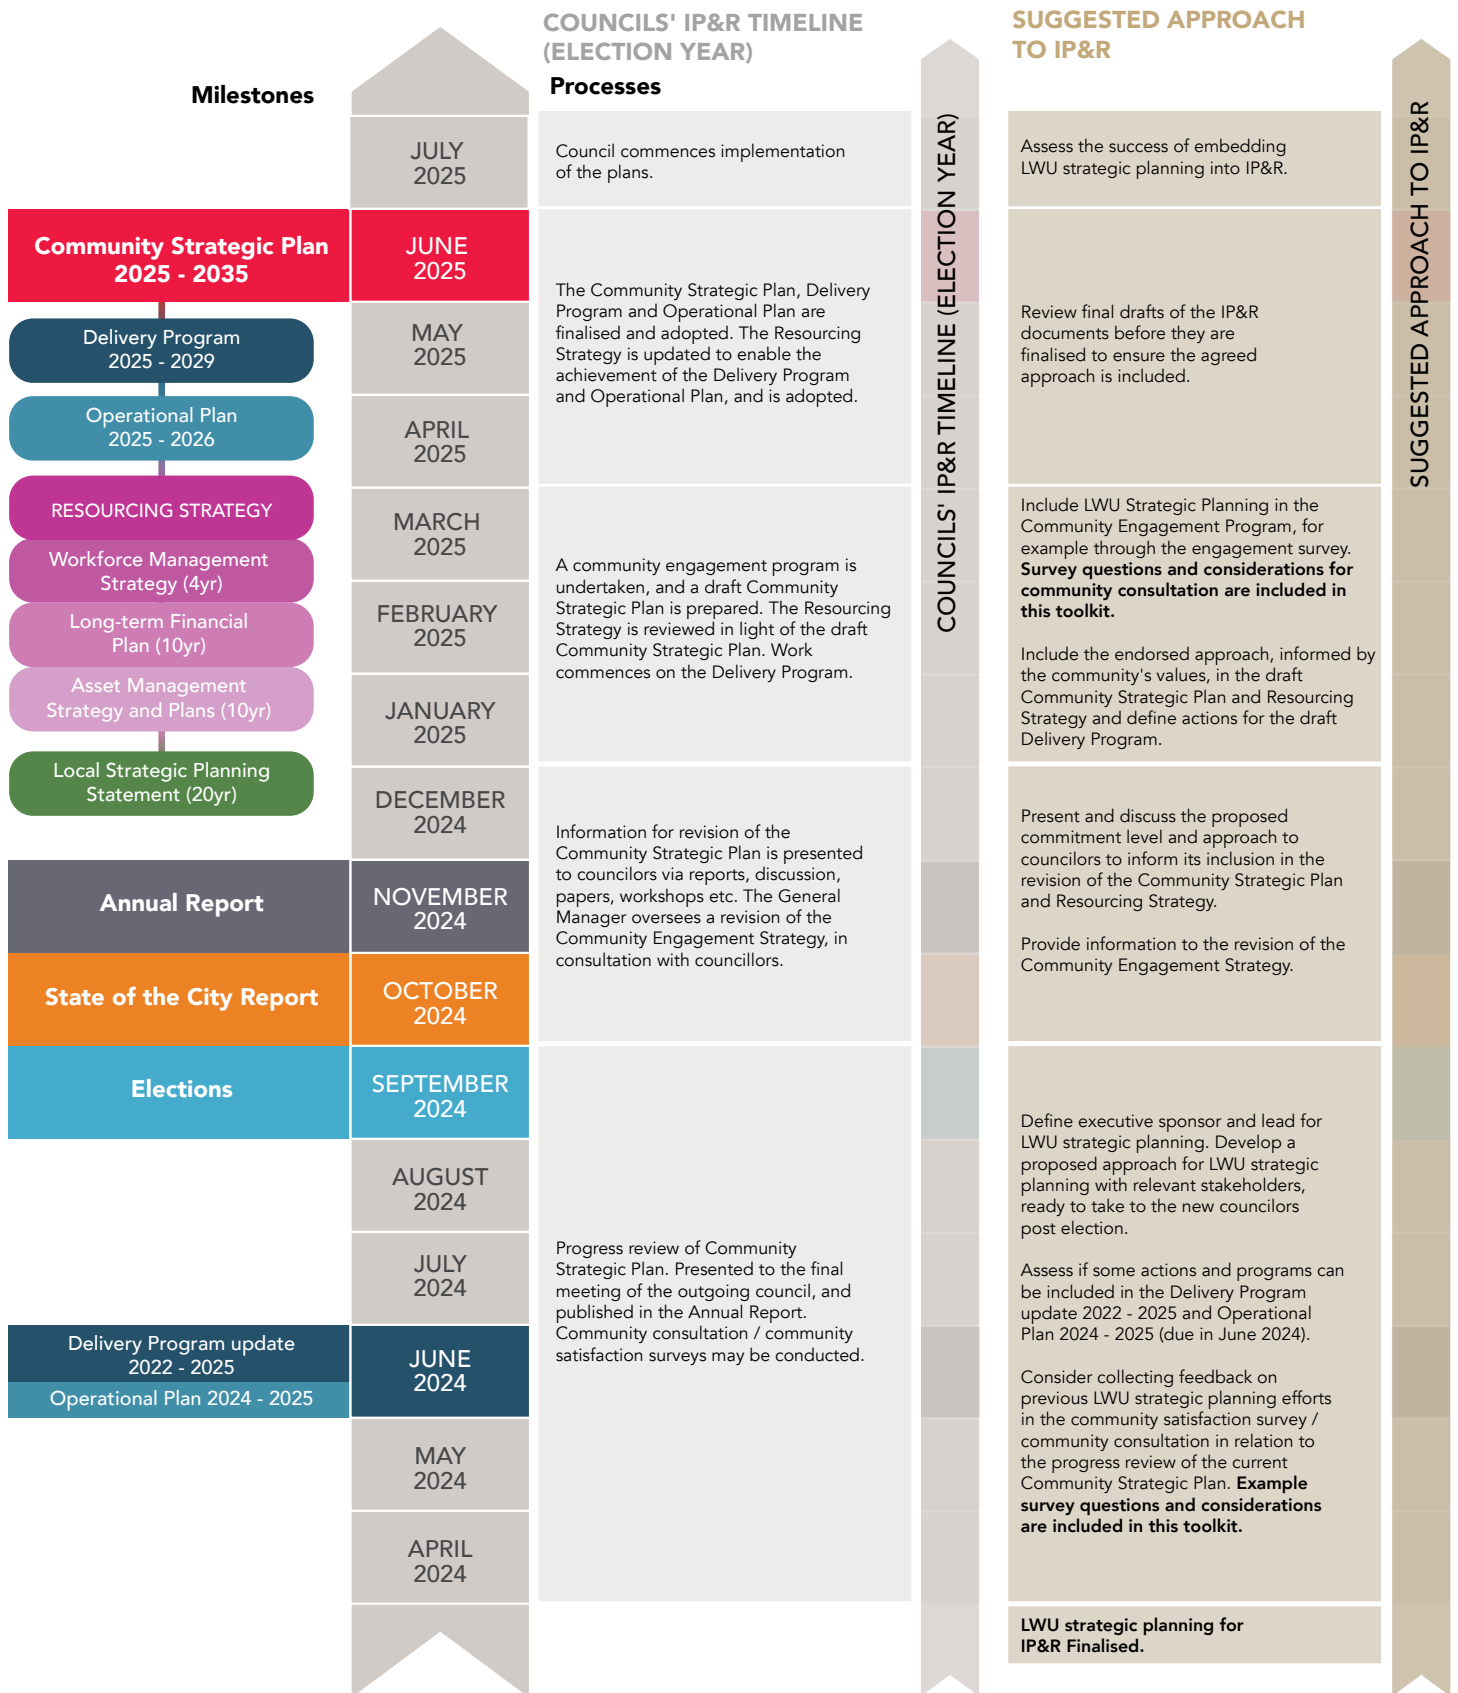 COUNCILS' IP&R TIMELINE
(ELECTION YEAR)
SUGGESTED APPROACH
TO IP&R
Milestones
Processes
JULY
2025
Council commences implementation
of the plans.
Assess the success of embedding
LWU strategic planning into IP&R.
Community Strategic Plan
2025 - 2035
JUNE
2025
Delivery Program
2025 - 2029
MAY
2025
Operational Plan
2025 - 2026
APRIL
2025
The Community Strategic Plan, Delivery
Program and Operational Plan are
finalised and adopted. The Resourcing
Strategy is updated to enable the
achievement of the Delivery Program
and Operational Plan, and is adopted.
Review final drafts of the IP&R
documents before they are
finalised to ensure the agreed
approach is included.
RESOURCING STRATEGY
Workforce Management
Strategy (4yr)
Long-term Financial
Plan (10yr)
Asset Management
Strategy and Plans (10yr)
Local Strategic Planning
Statement (20yr)
MARCH
2025
FEBRUARY
2025
JANUARY
2025
A community engagement program is
undertaken, and a draft Community
Strategic Plan is prepared. The Resourcing
Strategy is reviewed in light of the draft
Community Strategic Plan. Work
commences on the Delivery Program.
Include LWU Strategic Planning in the
Community Engagement Program, for
example through the engagement survey.
Survey questions and considerations for
community consultation are included in
this toolkit.
Include the endorsed approach, informed by
the community's values, in the draft
Community Strategic Plan and Resourcing
Strategy and define actions for the draft
Delivery Program.
DECEMBER
2024
Annual Report
NOVEMBER
2024
State of the City Report
OCTOBER
2024
Information for revision of the
Community Strategic Plan is presented
to councilors via reports, discussion,
papers, workshops etc. The General
Manager oversees a revision of the
Community Engagement Strategy, in
consultation with councillors.
Present and discuss the proposed
commitment level and approach to
councilors to inform its inclusion in the
revision of the Community Strategic Plan
and Resourcing Strategy.
Provide information to the revision of the
Community Engagement Strategy.
Elections
SEPTEMBER
2024
AUGUST
2024
JULY
2024
Delivery Program update
2022 - 2025
Operational Plan 2024 - 2025
JUNE
2024
MAY
2024
APRIL
2024
Progress review of Community
Strategic Plan. Presented to the final
meeting of the outgoing council, and
published in the Annual Report.
Community consultation / community
satisfaction surveys may be conducted.
Define executive sponsor and lead for
LWU strategic planning. Develop a
proposed approach for LWU strategic
planning with relevant stakeholders,
ready to take to the new councilors
post election.
Assess if some actions and programs can
be included in the Delivery Program
update 2022 - 2025 and Operational
Plan 2024 - 2025 (due in June 2024).
Consider collecting feedback on
previous LWU strategic planning efforts
in the community satisfaction survey /
community consultation in relation to
the progress review of the current
Community Strategic Plan. Example
survey questions and considerations
are included in this toolkit.
LWU strategic planning for
IP&R Finalised.
COUNCILS' IP&R TIMELINE (ELECTION YEAR)
SUGGESTED APPROACH TO IP&R